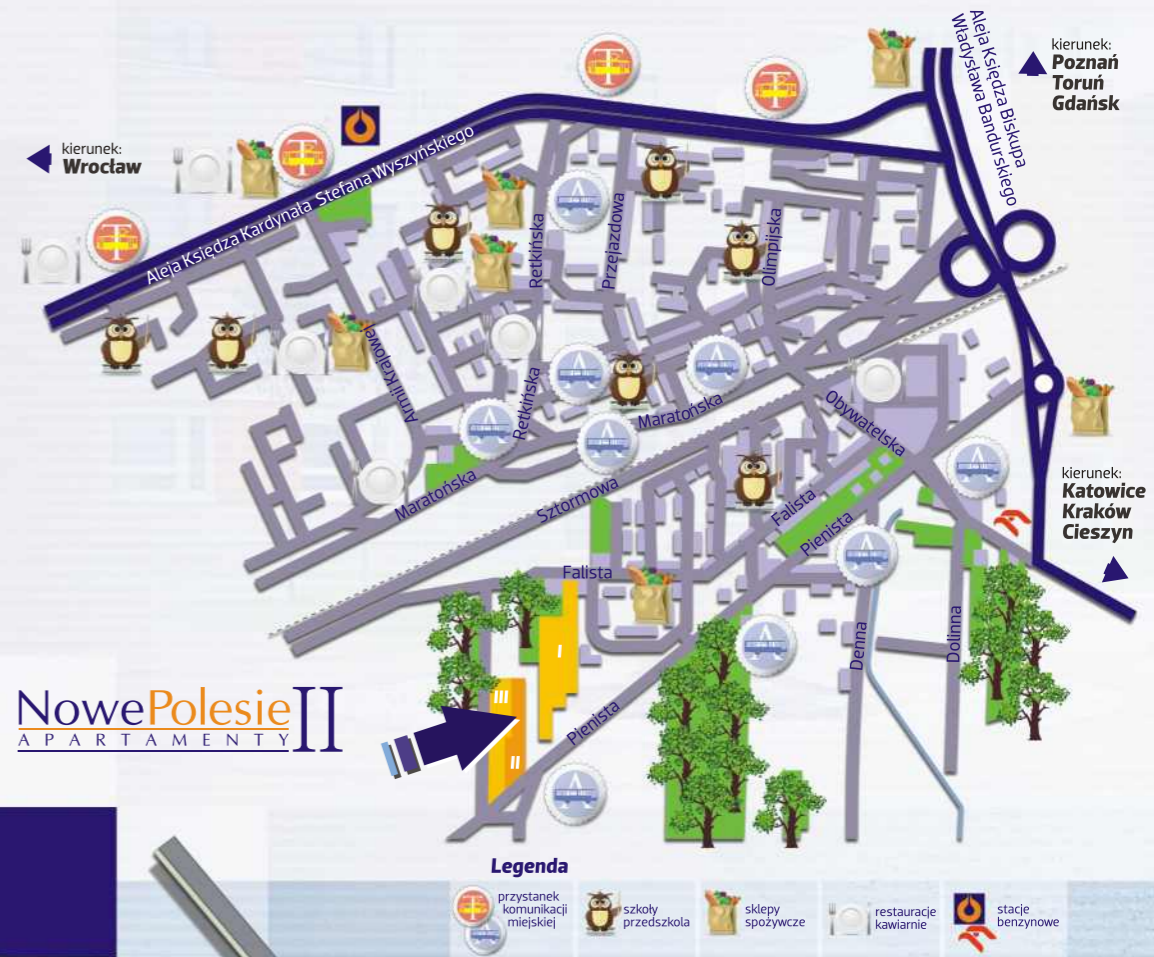 kierunek:
Poznań
Toruń
Gdańsk
Aleja Księdza Biskupa
Władysława Bandurskiego
kierunek:
Wrocław
Aleja Księdza Kardynała Stefana Wyszyńskiego
T
T
T
T
Retkińska
Przejazdowa
Olimpijska
A
Armii Krajowej
Retkińska
A
A
A
A
Maratońska
Maratońska
Obywatelska
Sztormowa
Falista
Pienista
A
A
kierunek:
Katowice
Kraków
Cieszyn
Falista
I
III
II
Pienista
A
A
Denna
Dolinna
NowePolesie II
APARTAMENTY
Legenda
T
A
przystanek
komunikacji
miejskiej
szkoły
przedszkola
sklepy
spożywcze
restauracje
kawiarnie
stacje
benzynowe